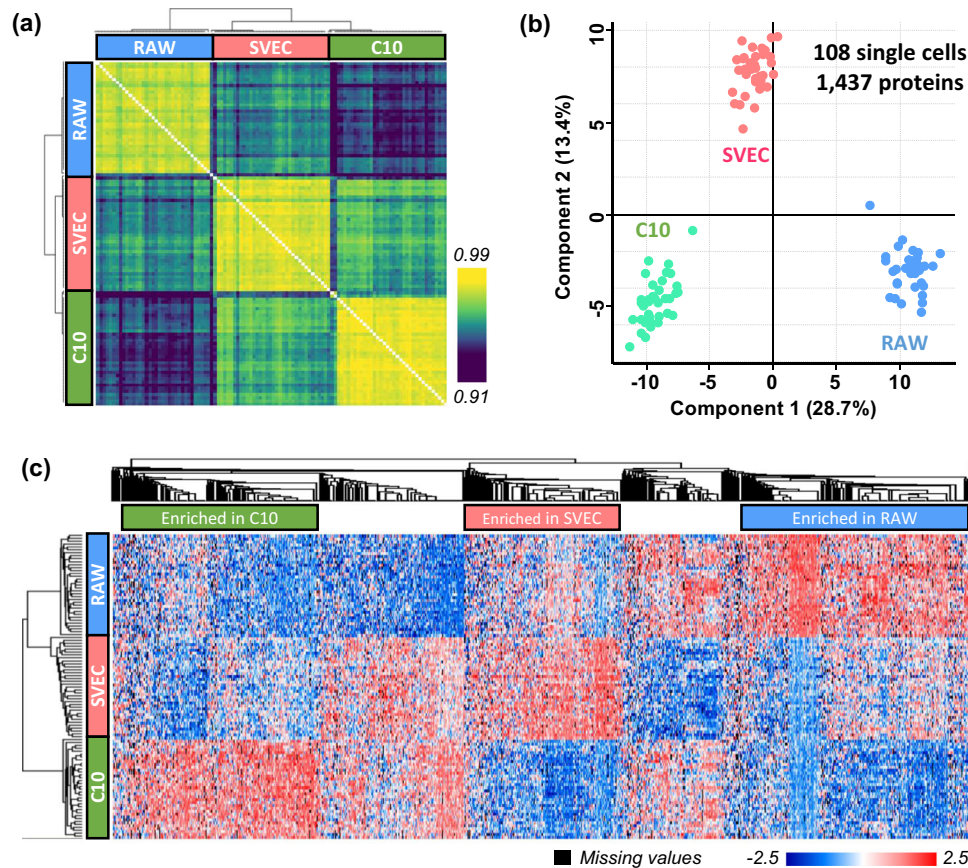 (a)
RAW
SVEC
C10
RAW
SVEC
C10
0.99
0.91
(b)
108 single cells
1,437 proteins
SVEC
C10
RAW
10
5
0
-5
-10
-5
0
5
10
Component 2 (13.4%)
Component 1 (28.7%)
(c)
Enriched in C10
Enriched in SVEC
Enriched in RAW
RAW
SVEC
C10
Missing values
-2.5
2.5